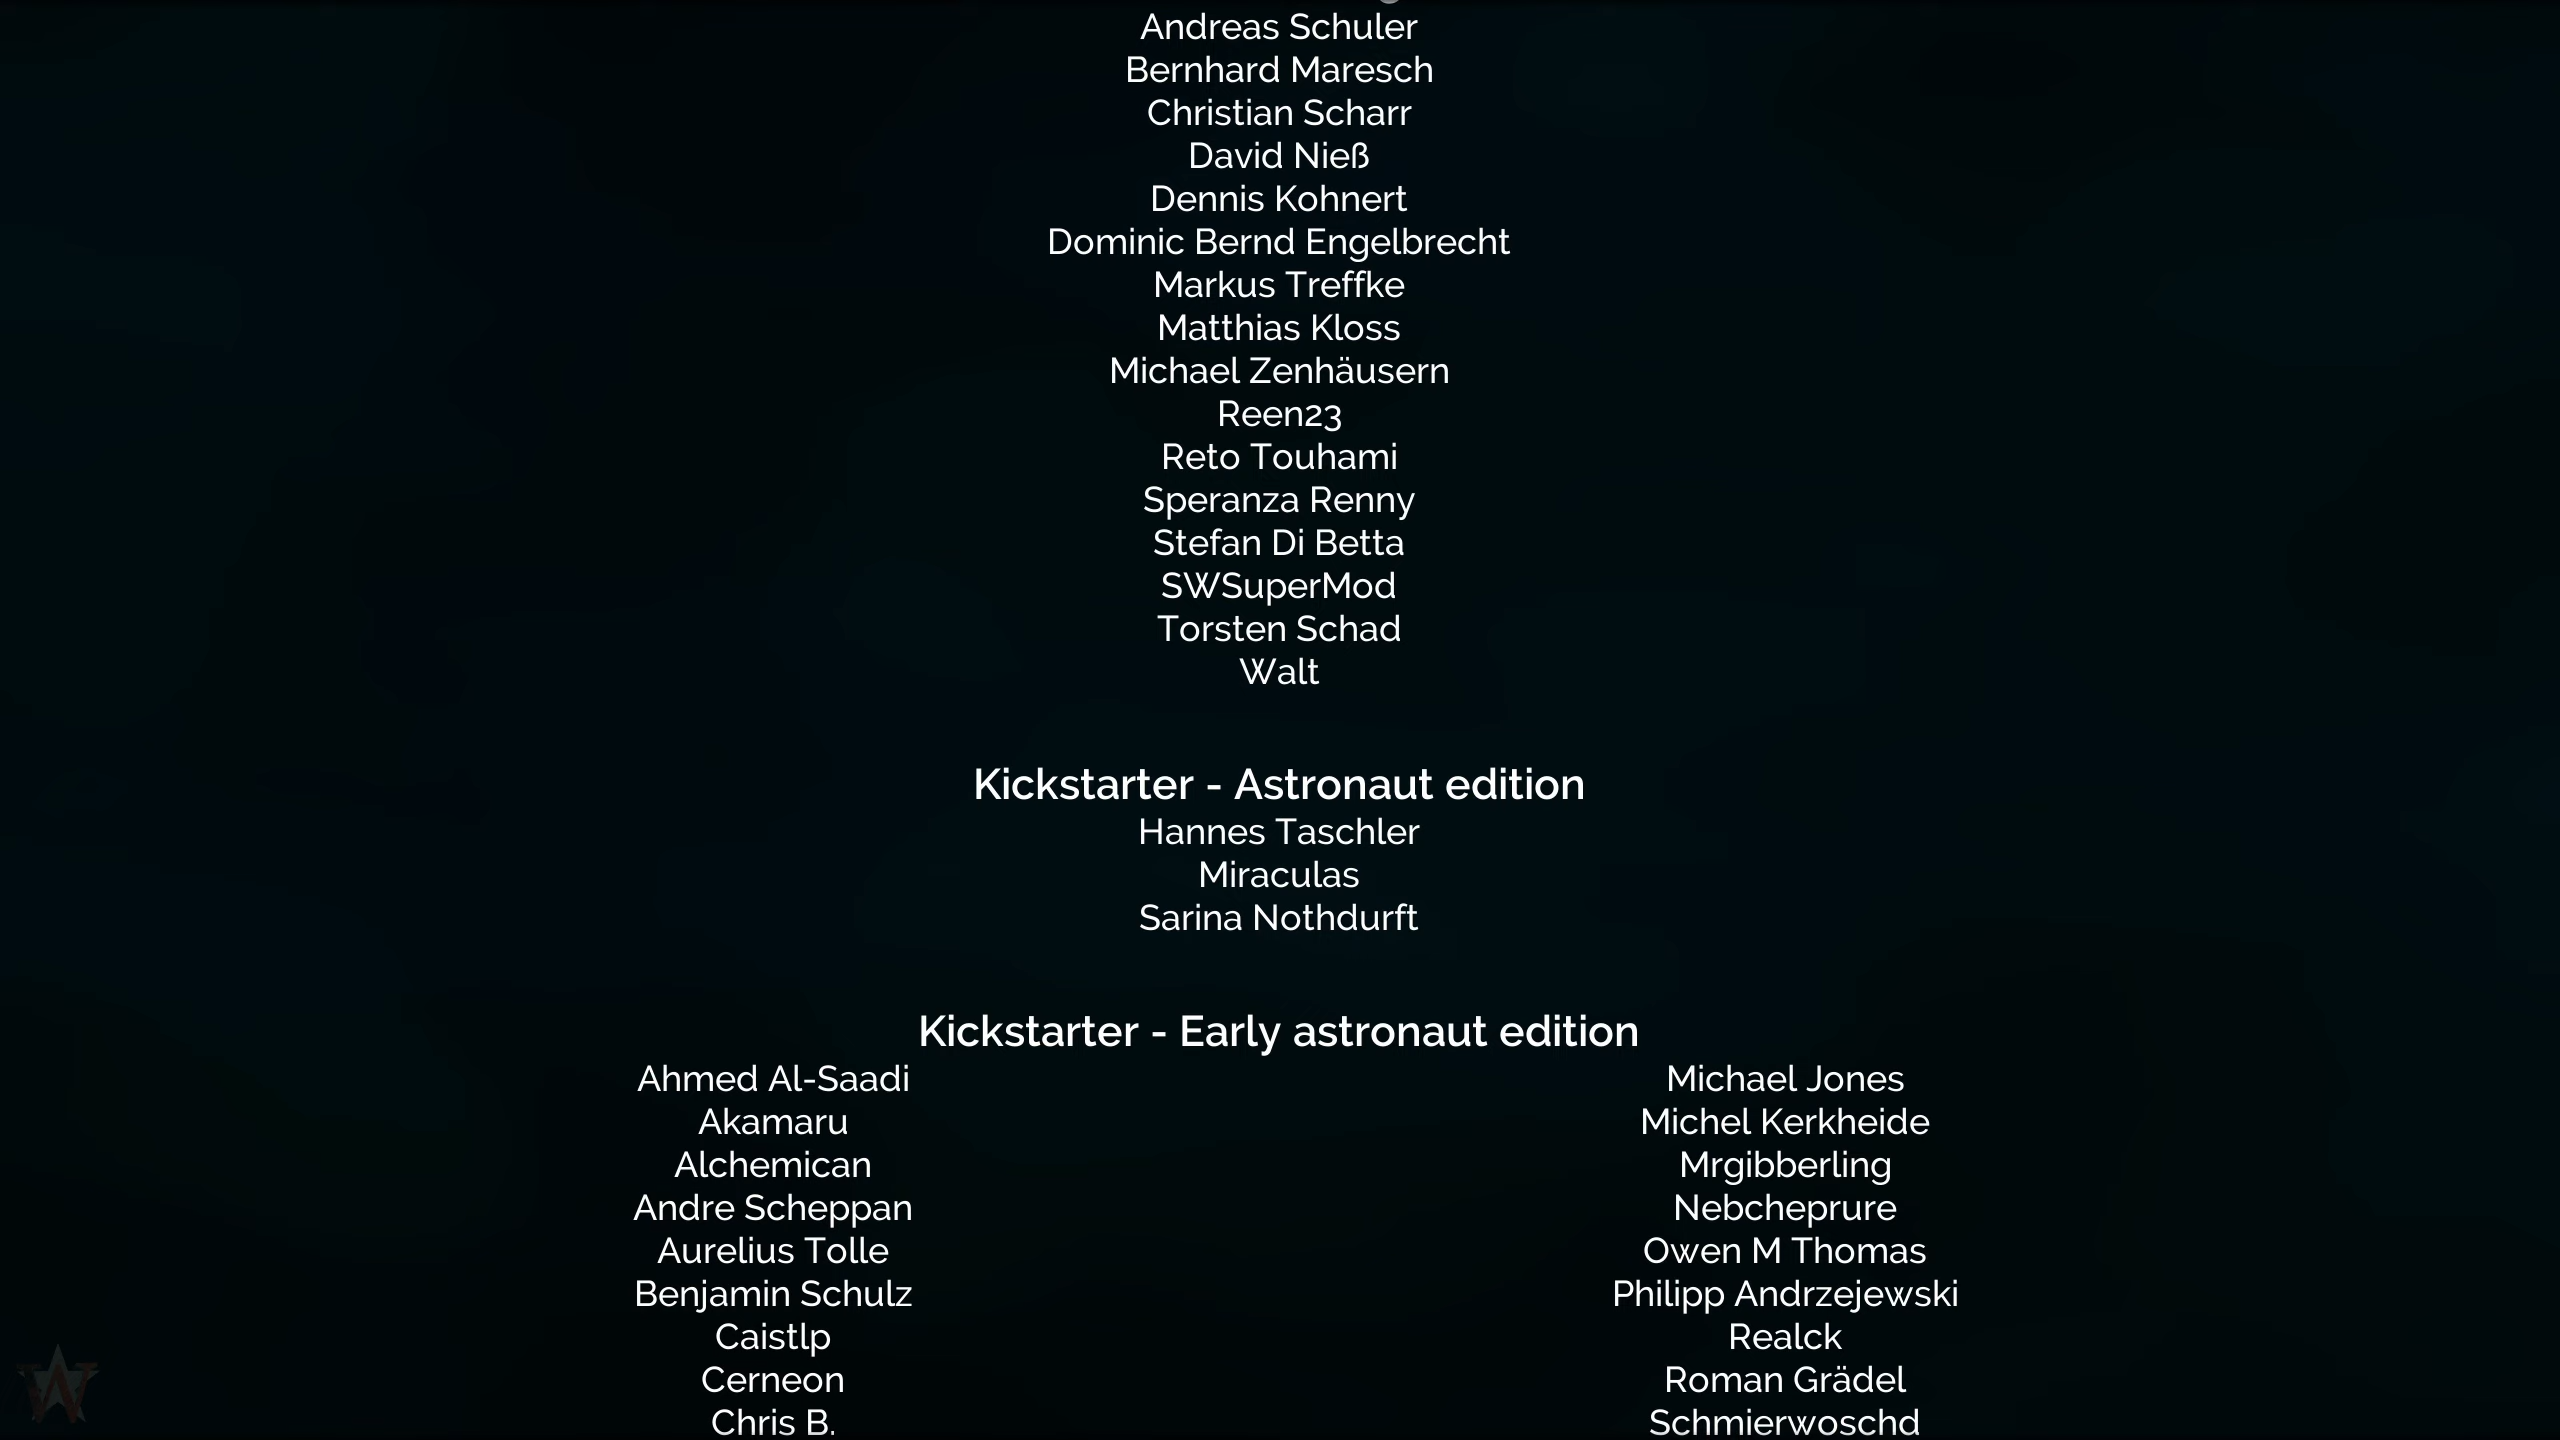 Andreas Schuler
Bernhard Maresch
Christian Scharr
David Nieß
Dennis Kohnert
Dominic Bernd Engelbrecht
Markus Treffke
Matthias Kloss
Michael Zenhäusern
Reen23
Reto Touhami
Speranza Renny
Stefan Di Betta
SWSuperMod
Torsten Schad
Walt
Kickstarter - Astronaut edition
Hannes Taschler
Miraculas
Sarina Nothdurft
Kickstarter - Early astronaut edition
Ahmed Al-Saadi
Akamaru
Alchemican
Andre Scheppan
Aurelius Tolle
Benjamin Schulz
Caistlp
Cerneon
Chris B.
Michael Jones
Michel Kerkheide
Mrgibberling
Nebcheprure
Owen M Thomas
Philipp Andrzejewski
Realck
Roman Grädel
Schmierwoschd
W